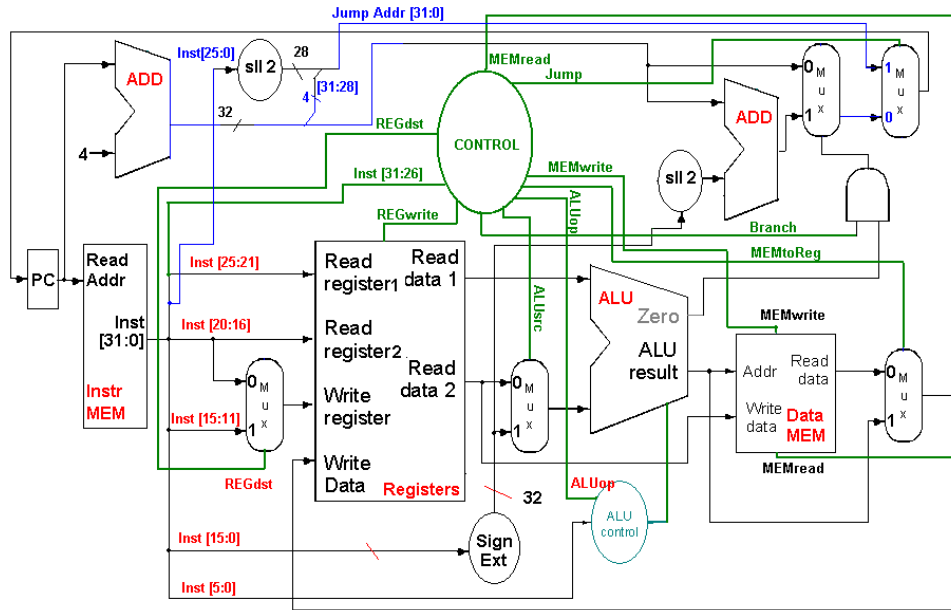 Jump Addr [31:0]
Inst[25:0]
28
sll 2
[31:28]
4
ADD
32
4
MEMread
Jump
0
M
u
x
1
1
M
u
x
0
ADD
REGdst
CONTROL
MEMwrite
sll 2
Inst [31:26]
REGwrite
ALUop
Branch
MEMtoReg
PC
Read
Addr
Inst
[31:0]
Instr
MEM
Inst [25:21]
Read
register1
Read
data 1
ALUsrc
ALU
Zero
ALU
result
MEMwrite
Inst [20:16]
Read
register2
Read
data 2
0
M
u
x
1
Addr
Read
data
Write
data
Data
MEM
0
M
u
x
1
0
M
u
x
1
Inst [15:11]
Write
register
Write
Data
Registers
REGdst
MEMread
32
ALUop
ALU
control
Inst [15:0]
Sign
Ext
Inst [5:0]